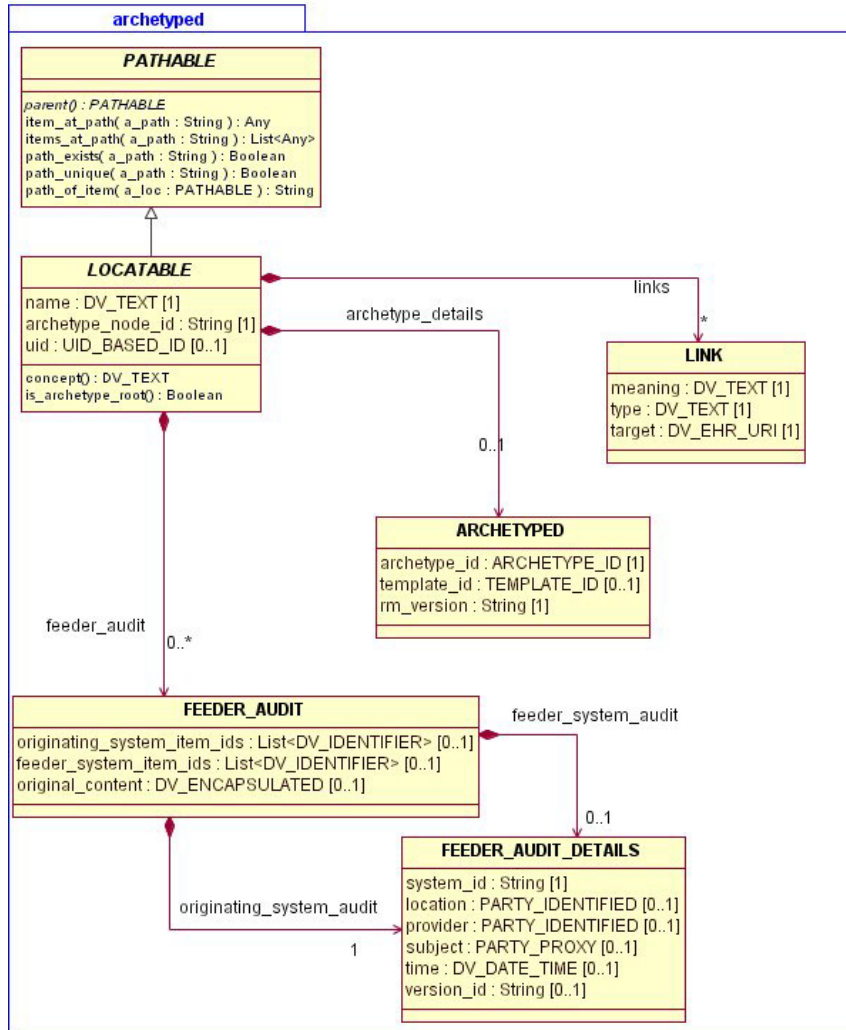 archetyped
PATHABLE
parent() : PATHABLE
item_at_path( a_path : String ) : Any
items_at_path( a_path : String ) : List<Any>
path_exists( a_path : String ) : Boolean
path_unique( a_path : String ) : Boolean
path_of_item( a_loc : PATHABLE ) : String
LOCATABLE
name : DV_TEXT [1]
archetype_node_id : String [1]
uid : UID_BASED_ID [0..1]
concept() : DV_TEXT
is_archetype_root() : Boolean
links
*
archetype_details
0..1
LINK
meaning : DV_TEXT [1]
type : DV_TEXT [1]
target : DV_EHR_URI [1]
ARCHETYPED
archetype_id : ARCHETYPE_ID [1]
template_id : TEMPLATE_ID [0..1]
rm_version : String [1]
feeder_audit
0..*
FEEDER_AUDIT
originating_system_item_ids : List<DV_IDENTIFIER> [0..1]
feeder_system_item_ids : List<DV_IDENTIFIER> [0..1]
original_content : DV_ENCAPSULATED [0..1]
feeder_system_audit
0..1
originating_system_audit
1
FEEDER_AUDIT_DETAILS
system_id : String [1]
location : PARTY_IDENTIFIED [0..1]
provider : PARTY_IDENTIFIED [0..1]
subject : PARTY_PROXY [0..1]
time : DV_DATE_TIME [0..1]
version_id : String [0..1]